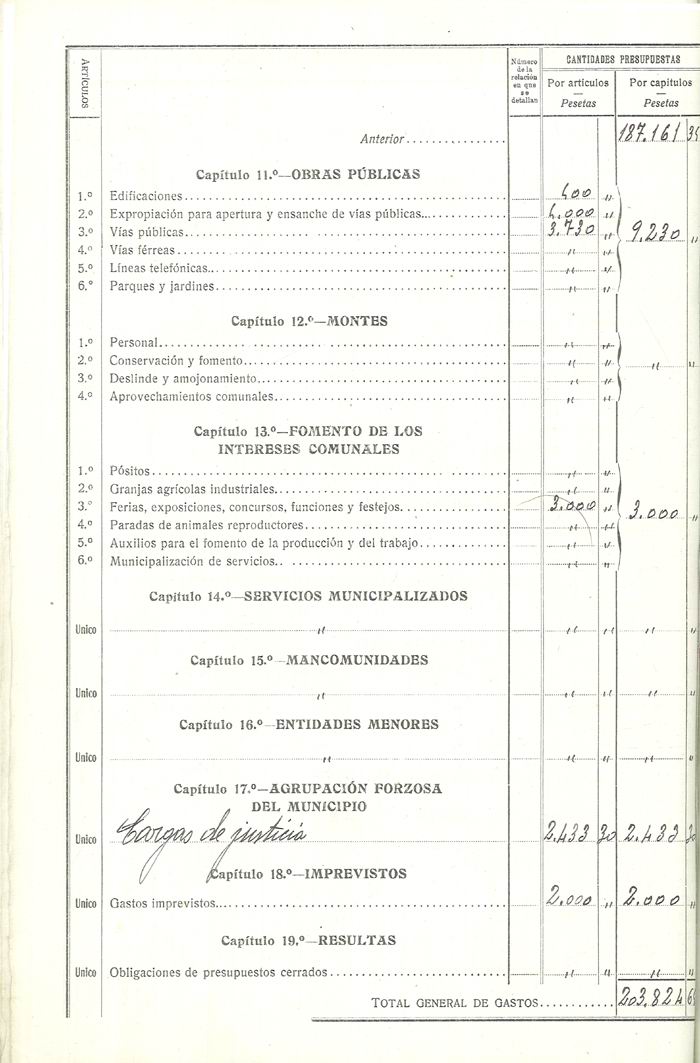 ARTÍCULOS
Número de la relación en que se detallan
CANTIDADES PRESUPUESTAS
Por artículos — Pesetas
Por capítulos — Pesetas
Anterior................ 187.161
Capítulo 11.º—OBRAS PÚBLICAS
1.º Edificaciones................ 500 "
2.º Expropiación para apertura y ensanche de vías públicas... 5.000 "
3.º Vías públicas................ 3.730 " 9.230 "
4.º Vías férreas................ " "
5.º Líneas telefónicas................ " "
6.º Parques y jardines................ " "
Capítulo 12.º—MONTES
1.º Personal................ " "
2.º Conservación y fomento................ " " " "
3.º Deslinde y amojonamiento................ " "
4.º Aprovechamientos comunales................ " "
Capítulo 13.º—FOMENTO DE LOS
INTERESES COMUNALES
1.º Pósitos................ " "
2.º Granjas agrícolas industriales................ " "
3.º Ferias, exposiciones, concursos, funciones y festejos................ 3.000 " 3.000 "
4.º Paradas de animales reproductores................ " "
5.º Auxilios para el fomento de la producción y del trabajo................ " "
6.º Municipalización de servicios................ " "
Capítulo 14.º—SERVICIOS MUNICIPALIZADOS
Unico " " " " "
Capítulo 15.º—MANCOMUNIDADES
Unico " " " " "
Capítulo 16.º—ENTIDADES MENORES
Unico " " " " "
Capítulo 17.º—AGRUPACIÓN FORZOSA
DEL MUNICIPIO
Unico Cargas de justicia 2.433 30 2.433 30
Capítulo 18.º—IMPREVISTOS
Unico Gastos imprevistos................ 2.000 " 2.000 "
Capítulo 19.º—RESULTAS
Unico Obligaciones de presupuestos cerrados................ " " " "
TOTAL GENERAL DE GASTOS............ 203.824